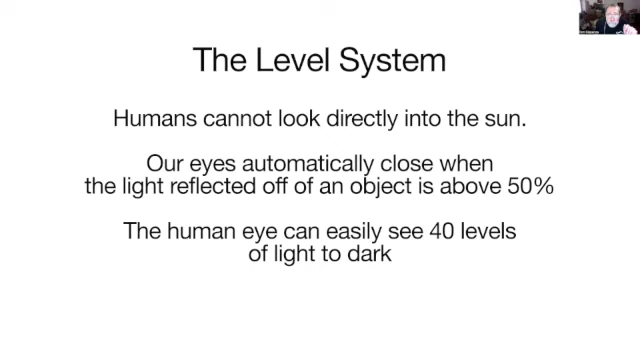 The Level System
Humans cannot look directly into the sun.
Our eyes automatically close when
the light reflected off of an object is above 50%
The human eye can easily see 40 levels
of light to dark